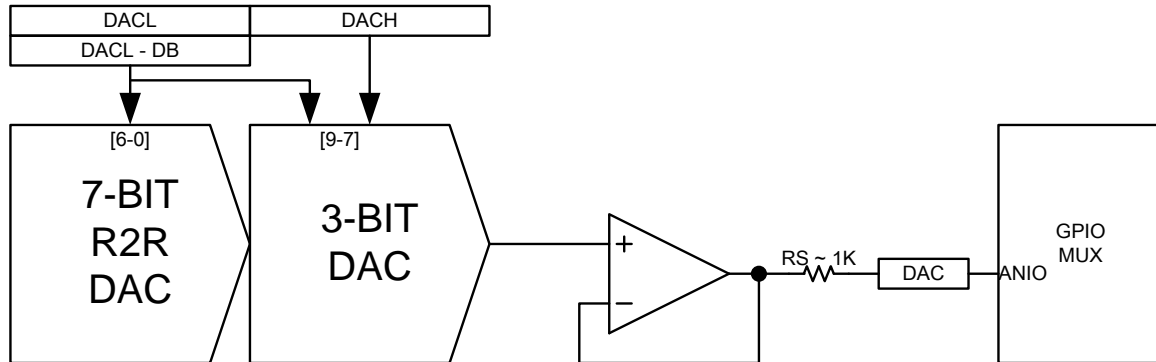 DACL DACH
DACL - DB
[6-0] [9-7]
7-BIT
R2R
DAC
3-BIT
DAC
+
−
RS ~ 1K
DAC
ANIO
GPIO
MUX